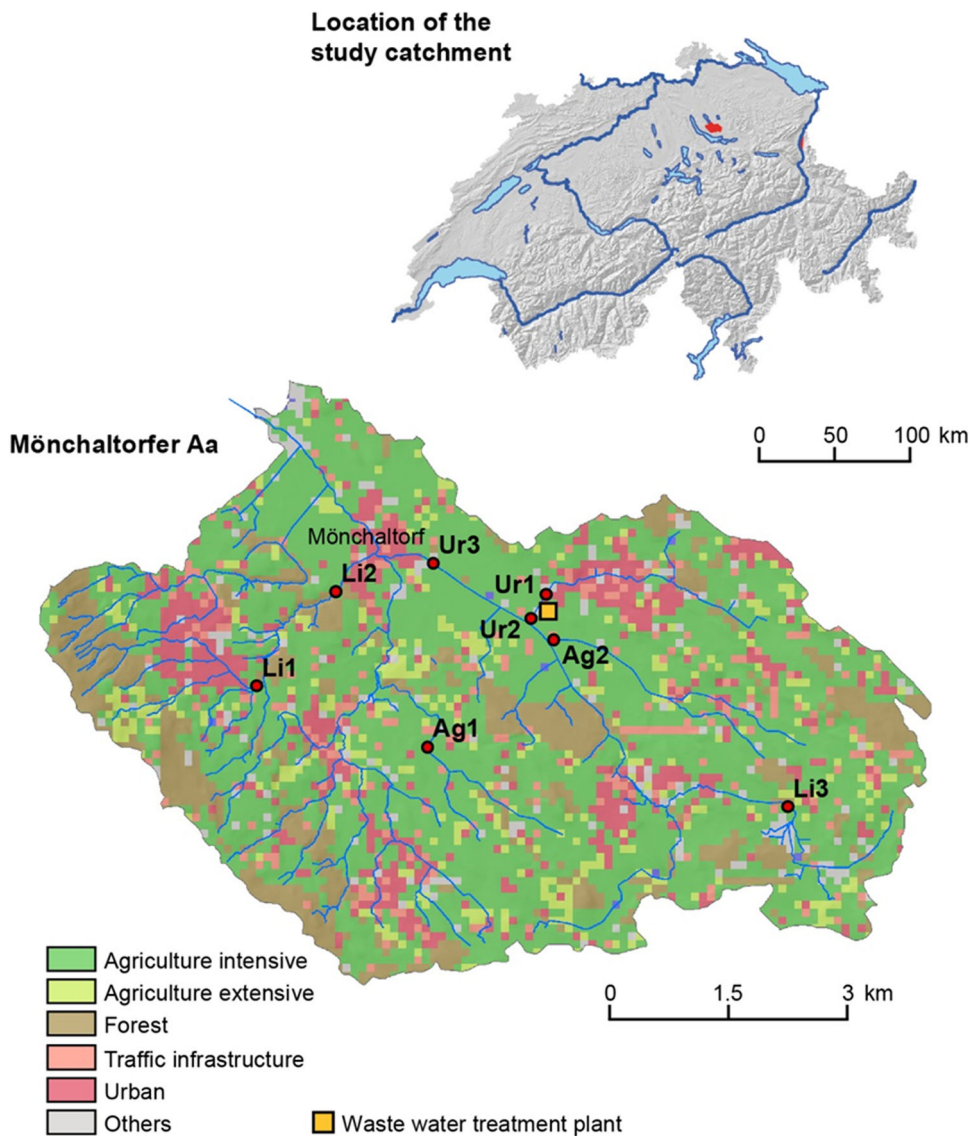 Location of the
study catchment
0 50 100 km
Mönchaltorfer Aa
Mönchaltorf
Ur3
Li2
Ur1
Ur2
Ag2
Li1
Ag1
Li3
0 1.5 3 km
Agriculture intensive
Agriculture extensive
Forest
Traffic infrastructure
Urban
Others
Waste water treatment plant